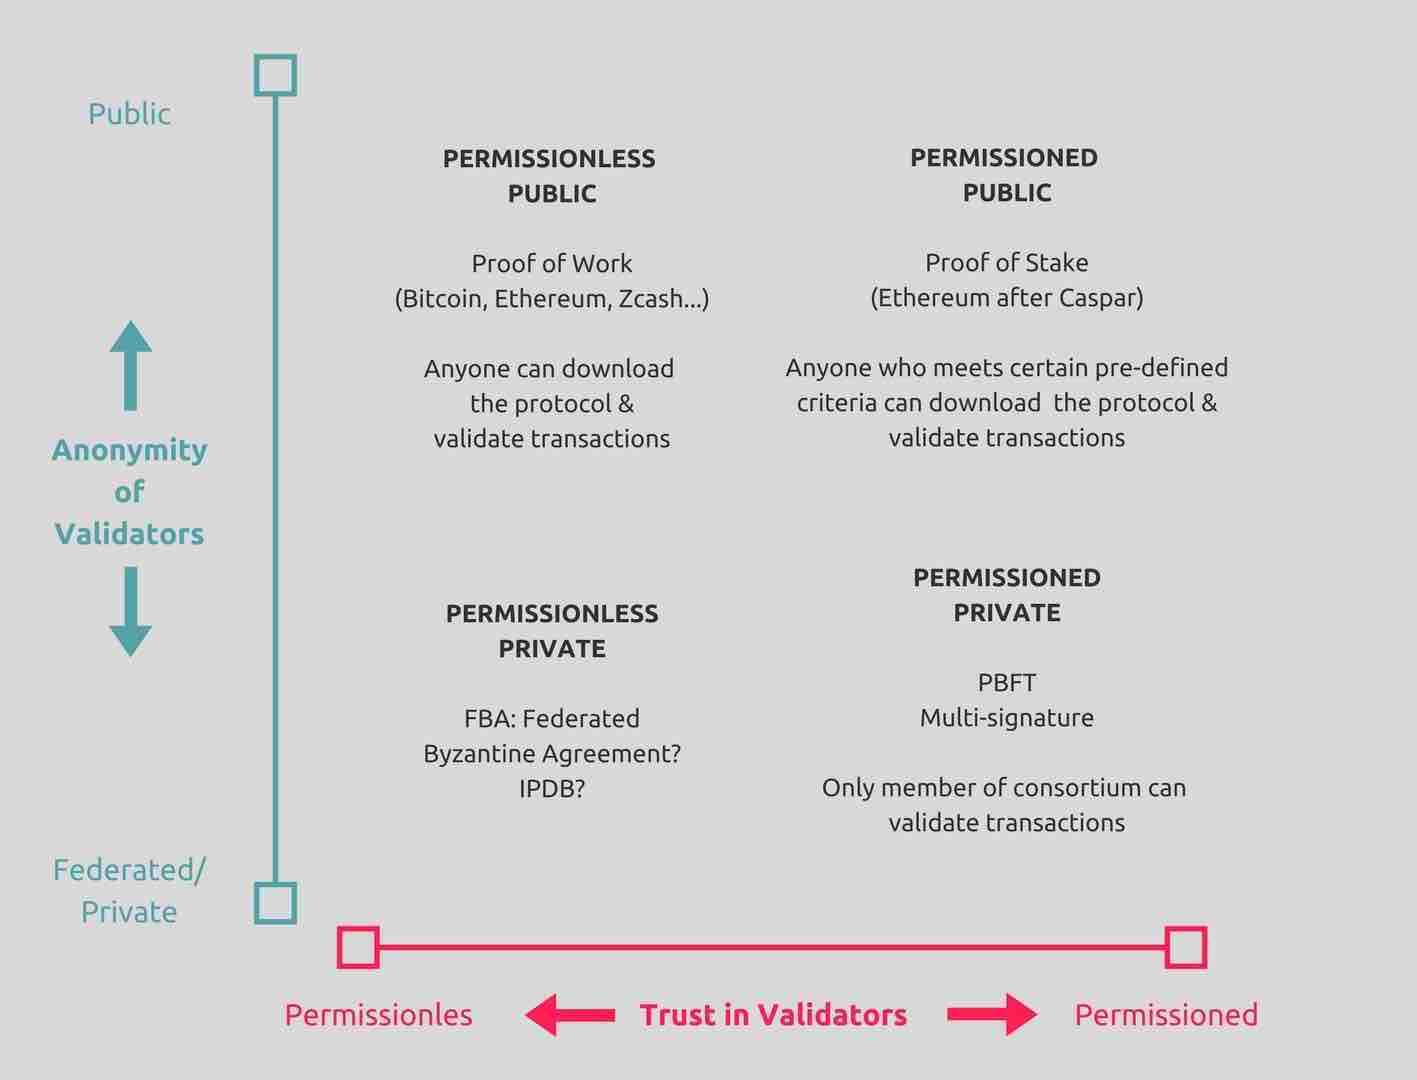 Public
PERMISSIONLESS
PUBLIC
Proof of Work
(Bitcoin, Ethereum, Zcash...)
Anyone can download
the protocol &
validate transactions
PERMISSIONED
PUBLIC
Proof of Stake
(Ethereum after Caspar)
Anyone who meets certain pre-defined
criteria can download the protocol &
validate transactions
Anonymity
of
Validators
PERMISSIONLESS
PRIVATE
FBA: Federated
Byzantine Agreement?
IPDB?
PERMISSIONED
PRIVATE
PBFT
Multi-signature
Only member of consortium can
validate transactions
Federated/
Private
Permissionles
Trust in Validators
Permissioned